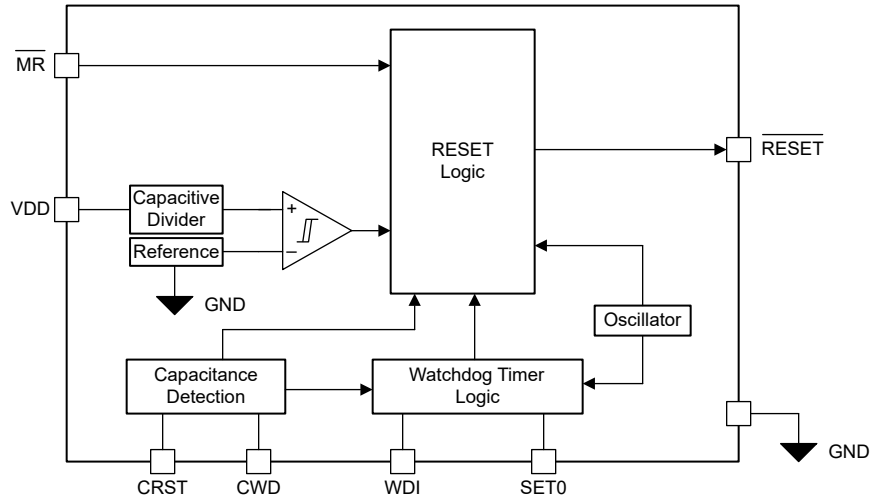 MR
RESET
Logic
RESET
VDD
Capacitive
Divider
+
Reference
−
GND
Oscillator
Capacitance
Detection
Watchdog Timer
Logic
GND
CRST
CWD
WDI
SET0